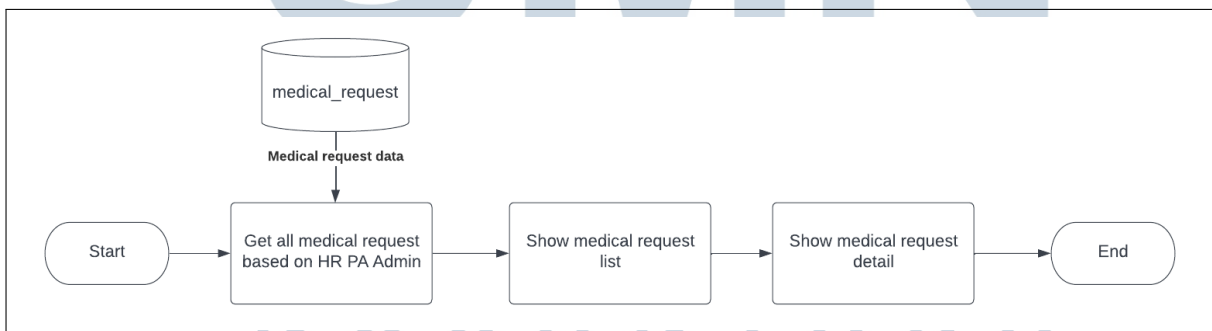 medical_request
Medical request data
Start
Get all medical request
based on HR PA Admin
Show medical request
list
Show medical request
detail
End